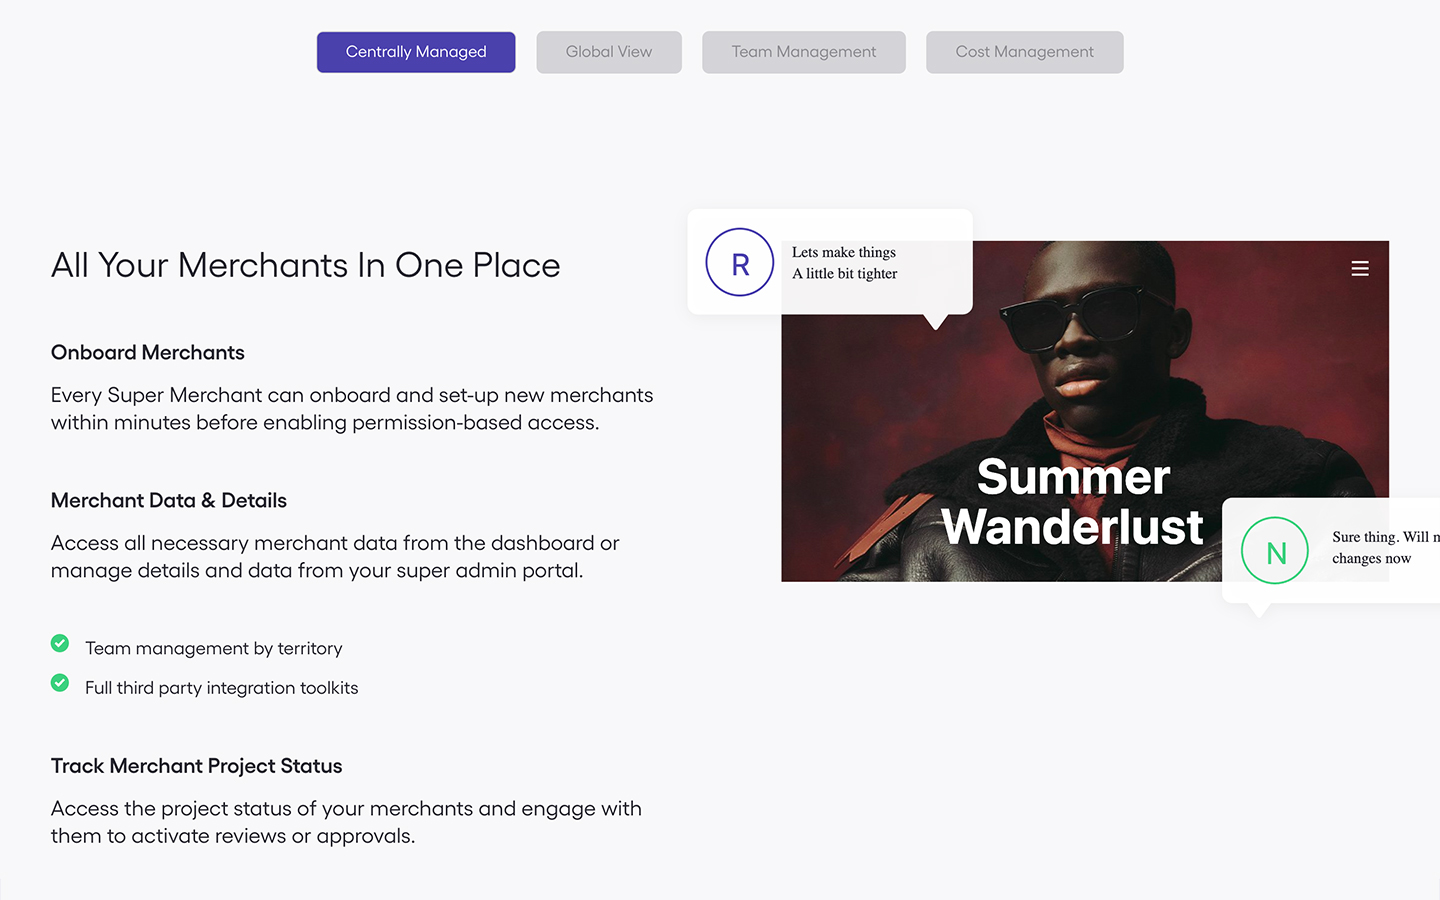 Centrally Managed
Global View
Team Management
Cost Management
All Your Merchants In One Place
Onboard Merchants
Every Super Merchant can onboard and set-up new merchants
within minutes before enabling permission-based access.
Merchant Data & Details
Access all necessary merchant data from the dashboard or
manage details and data from your super admin portal.
Team management by territory
Full third party integration toolkits
Track Merchant Project Status
Access the project status of your merchants and engage with
them to activate reviews or approvals.
R
Lets make things
A little bit tighter
Summer
Wanderlust
N
Sure thing. Will
changes now